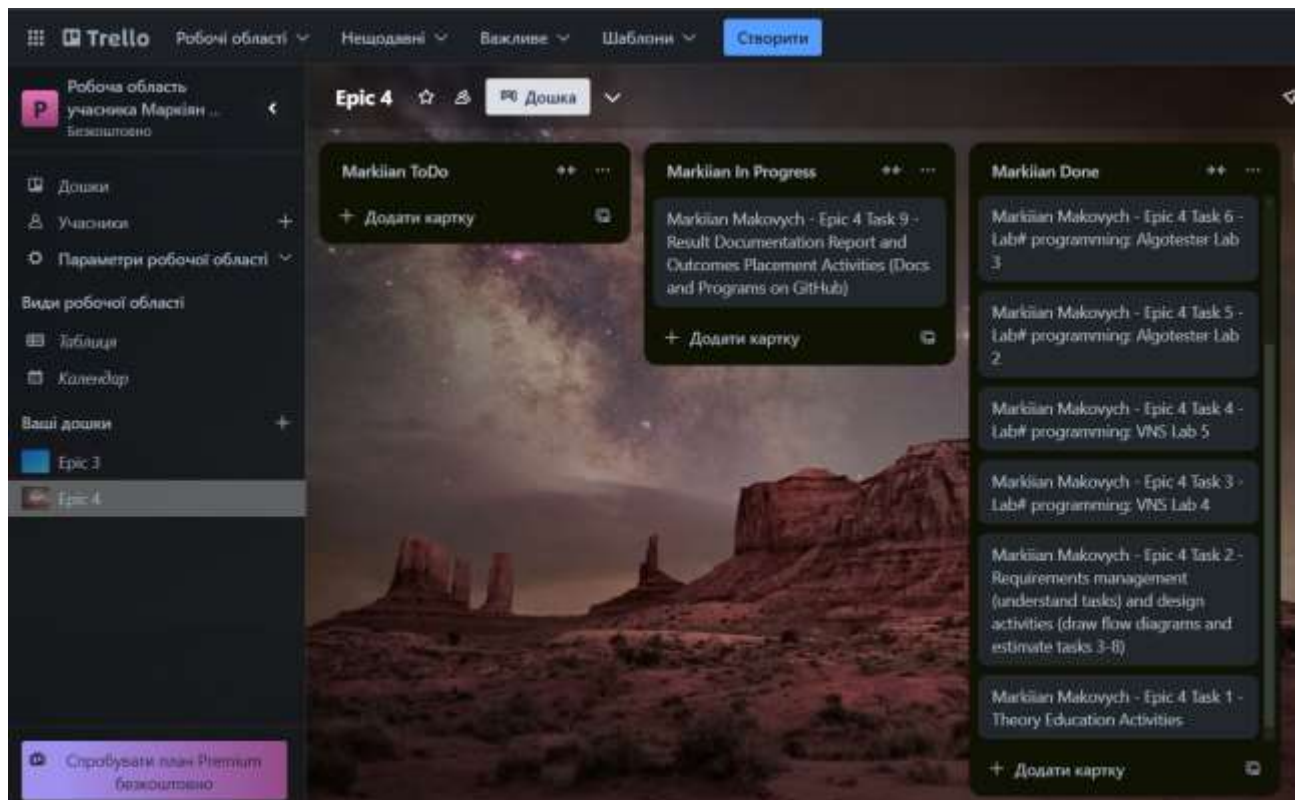 Trello Робочі області Нещодавні Важливе Шаблони Створити
P
Робоча область
учасника Маркіян ...
Безкоштовно
Дошки
Учасники
Параметри робочої області
Види робочої області
Таблиця
Календар
Ваші дошки
Epic 3
Epic 4
Спробувати план Premium
безкоштовно
Epic 4 Дошка
Markiian ToDo
Додати картку
Markiian In Progress
Markiian Makovych - Epic 4 Task 9 -
Result Documentation Report and
Outcomes Placement Activities (Docs
and Programs on GitHub)
Додати картку
Markiian Done
Markiian Makovych - Epic 4 Task 6 -
Lab# programming: Algotester Lab
3
Markiian Makovych - Epic 4 Task 5 -
Lab# programming: Algotester Lab
2
Markiian Makovych - Epic 4 Task 4 -
Lab# programming: VNS Lab 5
Markiian Makovych - Epic 4 Task 3 -
Lab# programming: VNS Lab 4
Markiian Makovych - Epic 4 Task 2 -
Requirements management
(understand tasks) and design
activities (draw flow diagrams and
estimate tasks 3-8)
Markiian Makovych - Epic 4 Task 1 -
Theory Education Activities
Додати картку